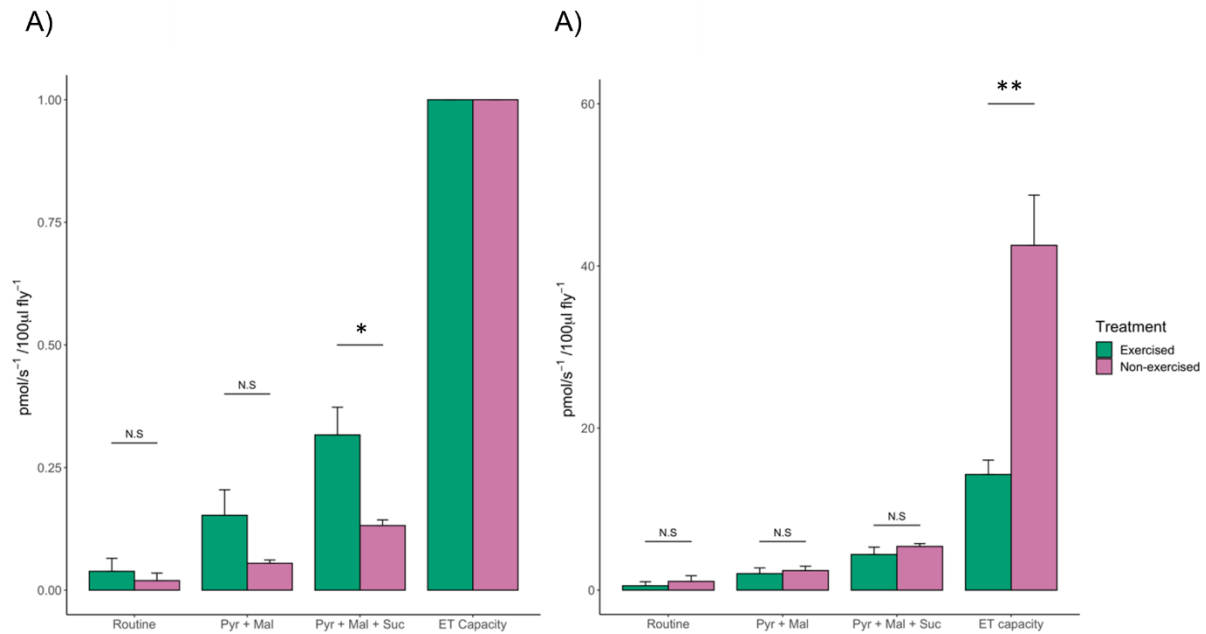 A)
A)
pmol/s⁻¹ /100µl fly⁻¹
1.00
0.75
0.50
0.25
0.00
N.S
N.S
*
Routine
Pyr + Mal
Pyr + Mal + Suc
ET Capacity
pmol/s⁻¹ /100µl fly⁻¹
60
40
20
0
N.S
N.S
N.S
**
Routine
Pyr + Mal
Pyr + Mal + Suc
ET capacity
Treatment
Exercised
Non-exercised